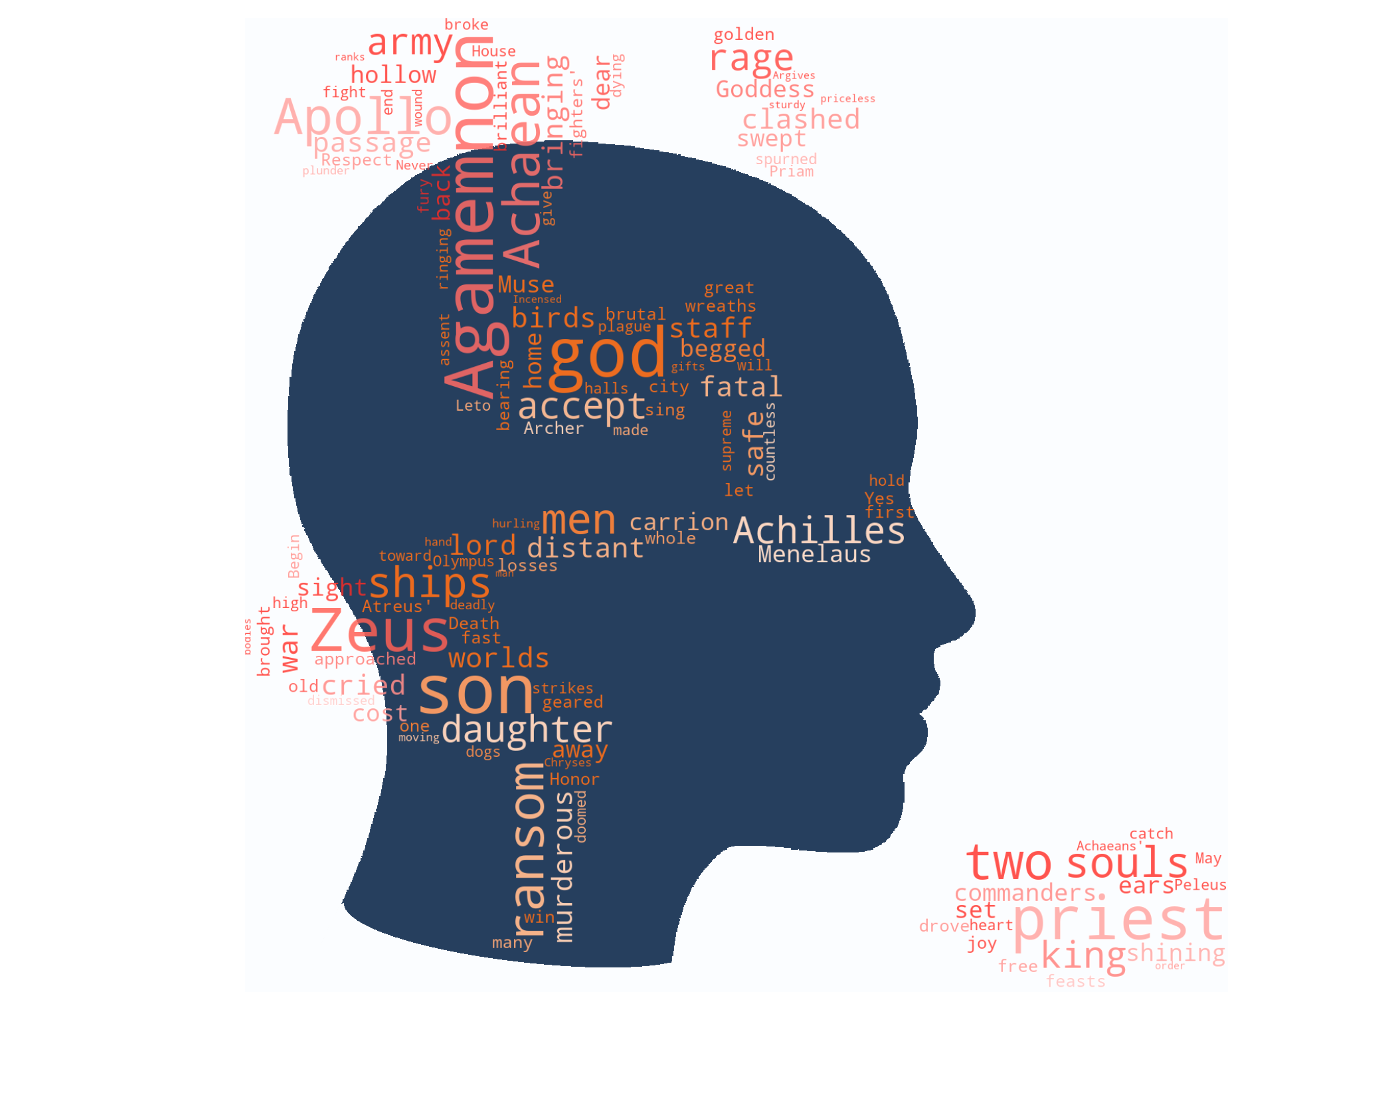 broke
army
House
ranks
hollow
fight
end
wound
Apollo
passage
Respect
Never
plunder
Agamemnon
brilliant
Achaean
bringing
fighters'
dear
dying
golden
rage
Argives
Goddess
sturdy
priceless
clashed
swept
spurned
Priam
fury
back
give
ringing
assent
Muse
Incensed
birds
brutal
plague
great
wreaths
staff
god
begged
gifts
will
home
halls
city
fatal
bearing
Leto
accept
sing
Archer
made
supreme
safe
countless
let
hold
Yes
first
hurling
men
carrion
Achilles
hand
lord
distant
whole
Menelaus
toward
Olympus
losses
man
Begin
sight
ships
high
Atreus'
deadly
bodies
brought
war
Zeus
Death
fast
approached
worlds
old
cried
son
strikes
geared
dismissed
cost
one
moving
daughter
dogs
away
Chryses
Honor
ransom
murderous
doomed
win
many
catch
two
Achaeans'
souls
May
commanders
ears
Peleus
set
priest
drove
heart
joy
king
shining
free
order
feasts